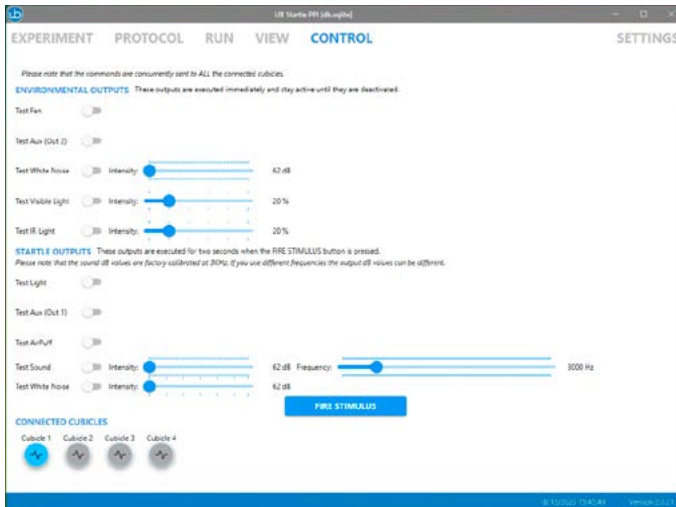 ub
UB Startle PPI [dk.sqlite]
EXPERIMENT PROTOCOL RUN VIEW CONTROL SETTINGS
Please note that the commands are concurrently sent to ALL the connected cubicles.
ENVIRONMENTAL OUTPUTS These outputs are executed immediately and stay active until they are deactivated.
Test Fan
Test Aux (Out 2)
Test White Noise Intensity: 62 dB
Test Visible Light Intensity: 20 %
Test IR Light Intensity: 20 %
STARTLE OUTPUTS These outputs are executed for two seconds when the FIRE STIMULUS button is pressed.
Please note that the sound dB values are factory calibrated at 3KHz, if you use different frequencies the output dB values can be different.
Test Light
Test Aux (Out 1)
Test AirPuff
Test Sound Intensity: 62 dB Frequency: 3000 Hz
Test White Noise Intensity: 62 dB
FIRE STIMULUS
CONNECTED CUBICLES
Cubicle 1 Cubicle 2 Cubicle 3 Cubicle 4
Version